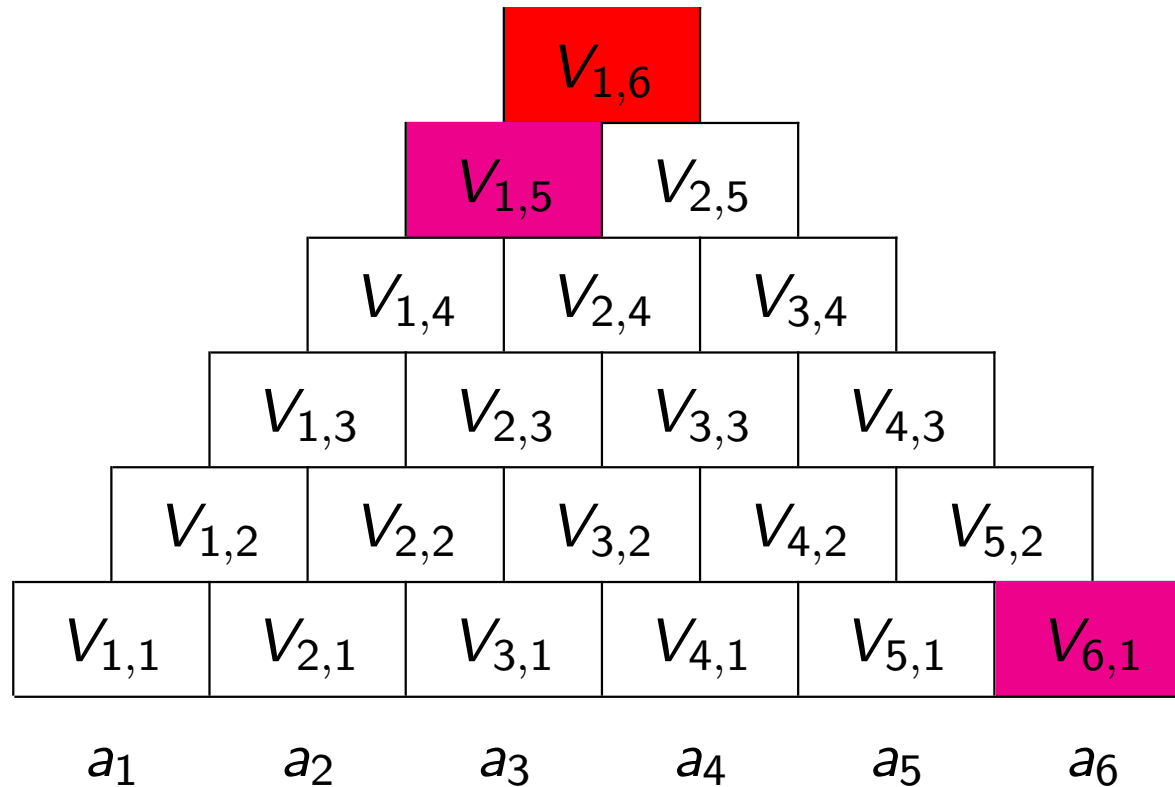 V1,6
V1,5 V2,5
V1,4 V2,4 V3,4
V1,3 V2,3 V3,3 V4,3
V1,2 V2,2 V3,2 V4,2 V5,2
V1,1 V2,1 V3,1 V4,1 V5,1 V6,1
a1 a2 a3 a4 a5 a6